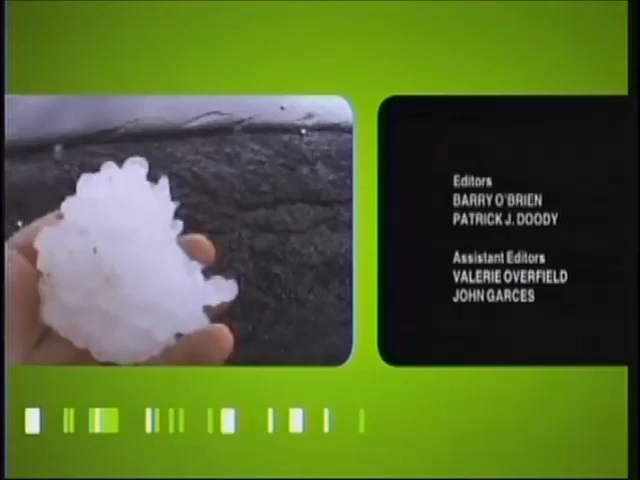 Editors
BARRY O'BRIEN
PATRICK J. DOODY
Assistant Editors
VALERIE OVERFIELD
JOHN GARCES